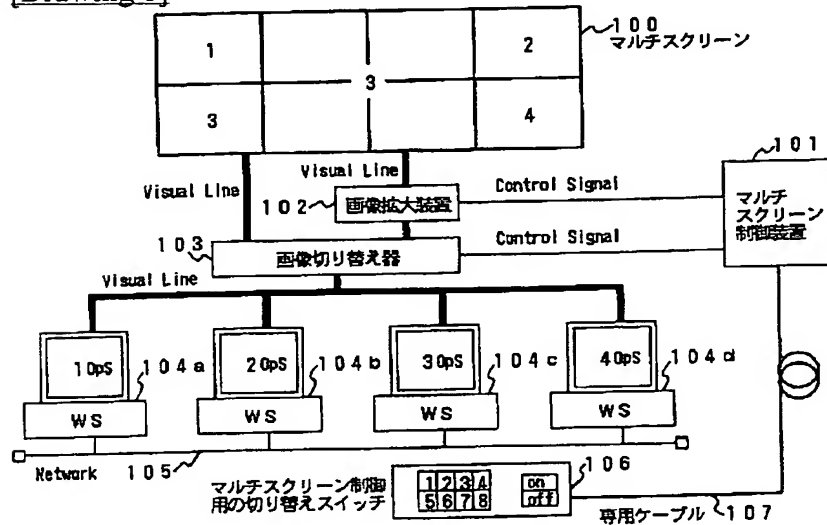 100
マルチスクリーン
1
2
3
3
4
101
Visual Line
Visual Line
Control Signal
102
画像拡大装置
マルチ
スクリーン
制御装置
103
画像切り替え器
Control Signal
Visual Line
1OpS
104a
2OpS
104b
3OpS
104c
4OpS
104d
WS
WS
WS
WS
Network
105
マルチスクリーン制御
用の切り替えスイッチ
1 2 3 4
5 6 7 8
on
off
106
専用ケーブル
107